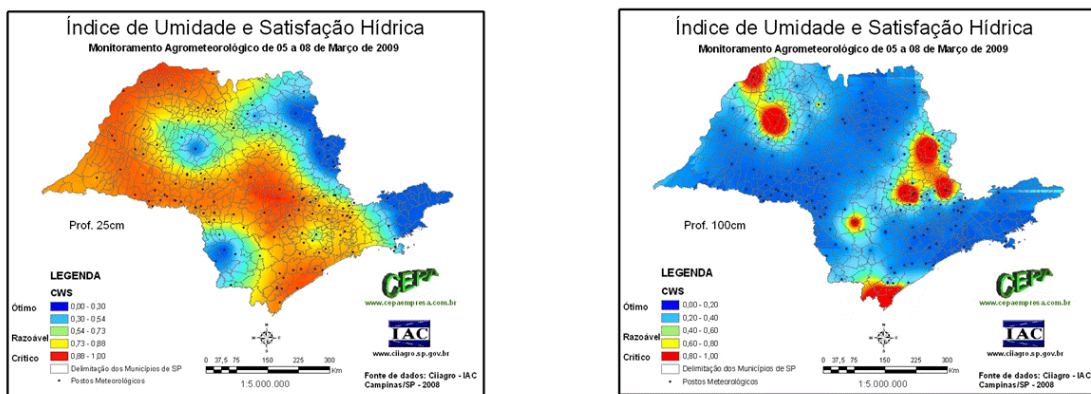 Índice de Umidade e Satisfação Hídrica
Monitoramento Agrometeorológico de 05 a 08 de Março de 2009
Prof. 25cm
LEGENDA
CWS
Ótimo
0,00 - 0,30
0,30 - 0,54
Razoável
0,54 - 0,73
0,73 - 0,88
Crítico
0,88 - 1,00
Delimitação dos Municípios de SP
Postos Meteorológicos
0 37,5 75 150 225 300
Km
1:5.000.000
CEPA
www.cepaempresa.com.br
IAC
www.ciiagro.sp.gov.br
Fonte de dados: Ciiagro - IAC
Campinas/SP - 2008
Índice de Umidade e Satisfação Hídrica
Monitoramento Agrometeorológico de 05 a 08 de Março de 2009
Prof. 100cm
LEGENDA
CWS
Ótimo
0,00 - 0,20
0,20 - 0,40
Razoável
0,40 - 0,60
0,60 - 0,80
Crítico
0,80 - 1,00
Delimitação dos Municípios de SP
Postos Meteorológicos
0 37,5 75 150 225 300
Km
1:5.000.000
CEPA
www.cepaempresa.com.br
IAC
www.ciiagro.sp.gov.br
Fonte de dados: Ciiagro - IAC
Campinas/SP - 2008